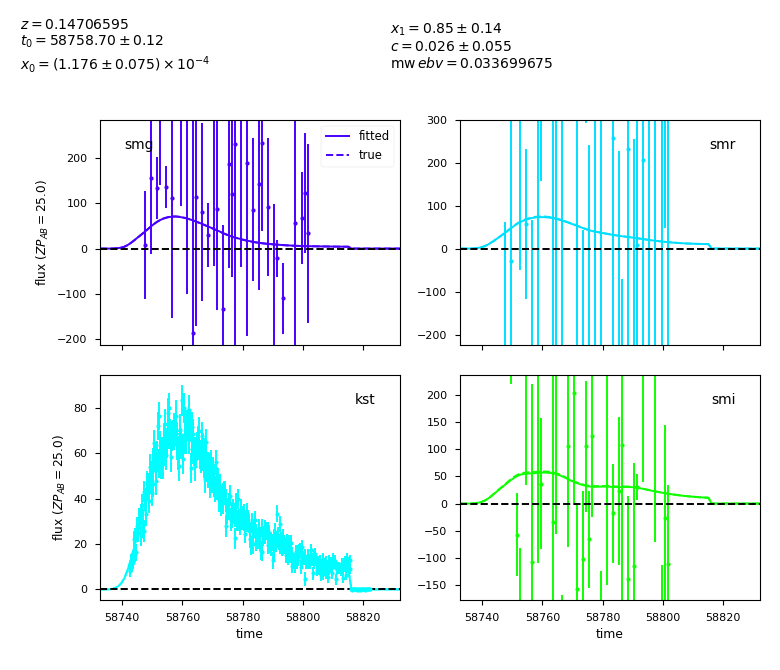 z = 0.14706595
t₀ = 58758.70 ± 0.12
x₀ = (1.176 ± 0.075) × 10⁻⁴
x₁ = 0.85 ± 0.14
c = 0.026 ± 0.055
mw ebv = 0.033699675
smg
fitted
true
200
100
0
−100
−200
flux (ZP_AB = 25.0)
smr
300
200
100
0
−100
−200
kst
80
60
40
20
0
flux (ZP_AB = 25.0)
58740 58760 58780 58800 58820
time
smi
200
150
100
50
0
−50
−100
−150
58740 58760 58780 58800 58820
time